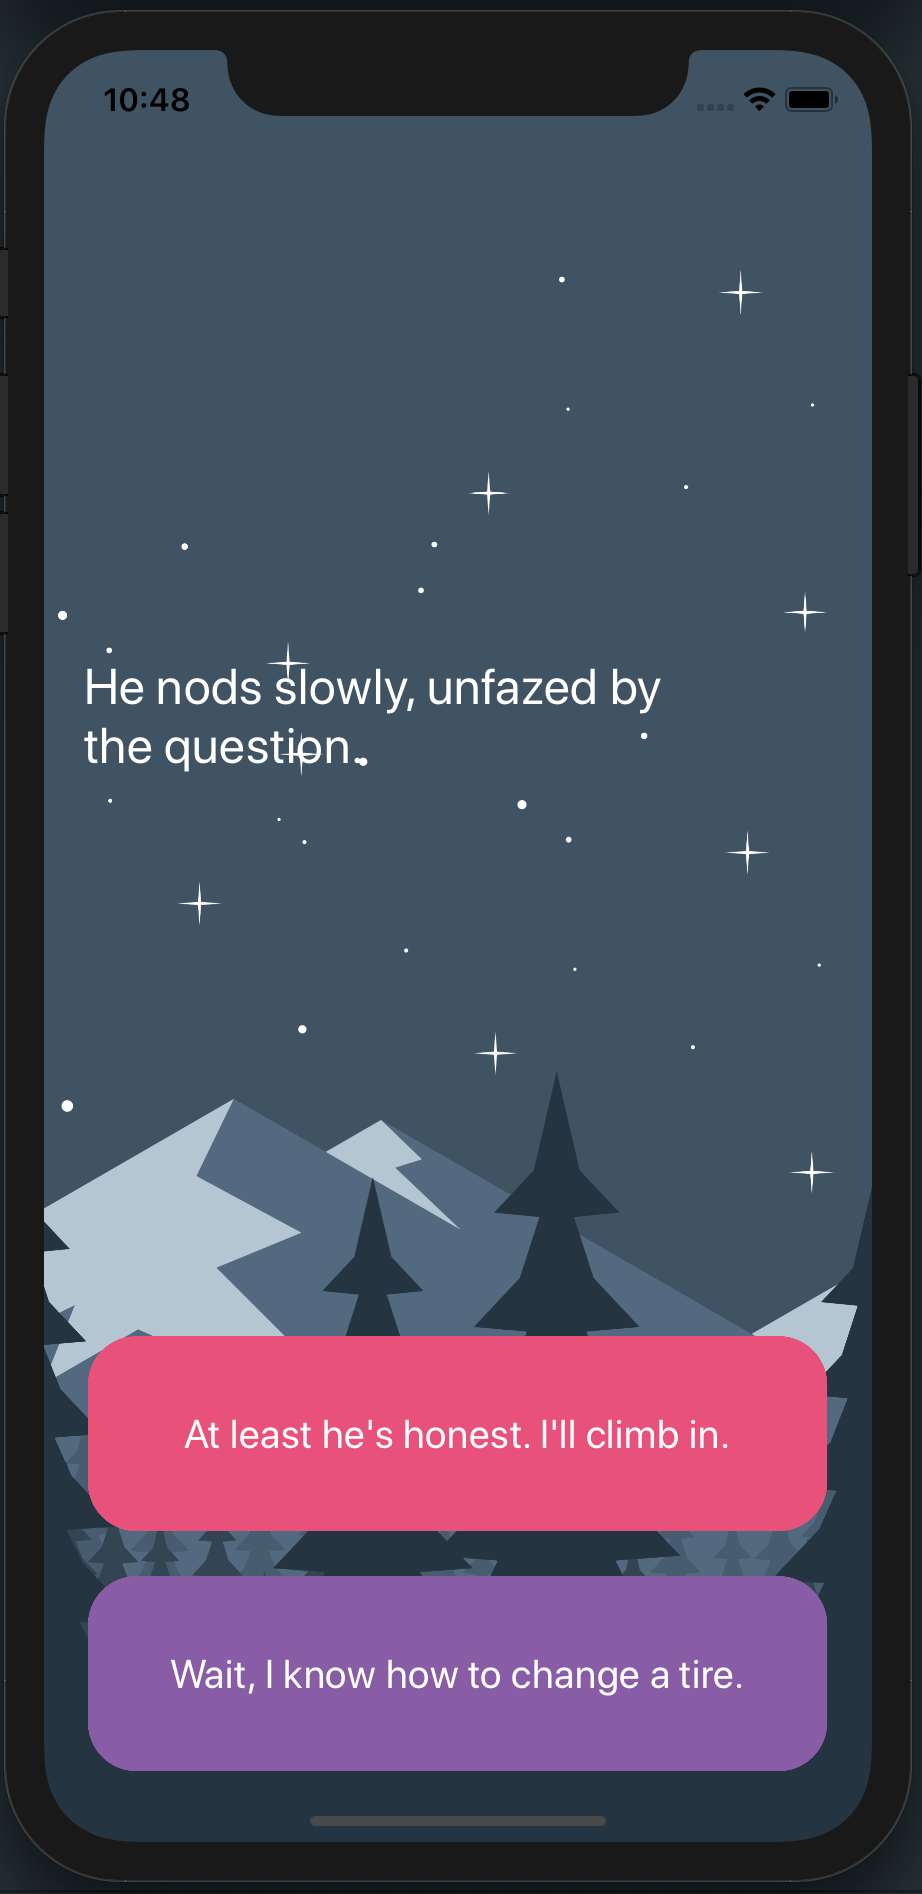 10:48
He nods slowly, unfazed by
the question.
At least he's honest. I'll climb in.
Wait, I know how to change a tire.